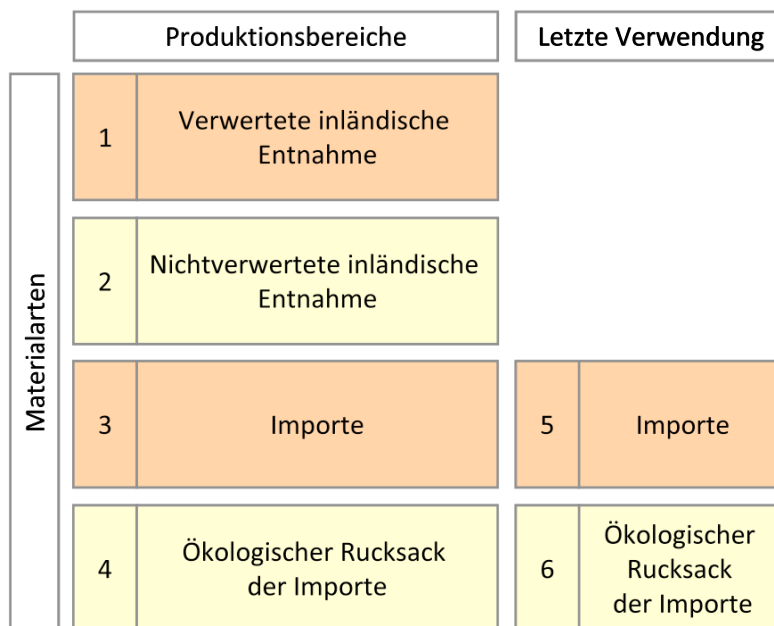 Produktionsbereiche
Letzte Verwendung
Materialarten
1
Verwertete inländische
Entnahme
2
Nichtverwertete inländische
Entnahme
3
Importe
5
Importe
4
Ökologischer Rucksack
der Importe
6
Ökologischer
Rucksack
der Importe